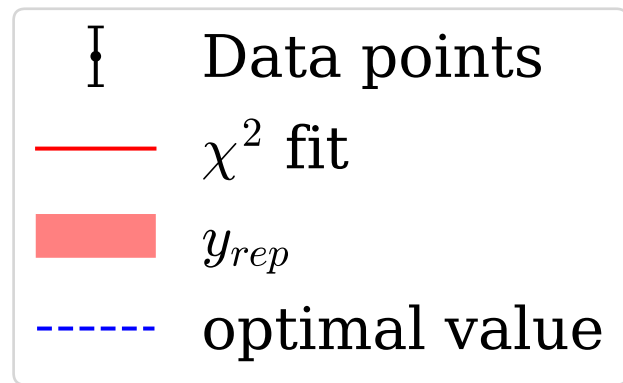 Data points
χ² fit
y_rep
optimal value